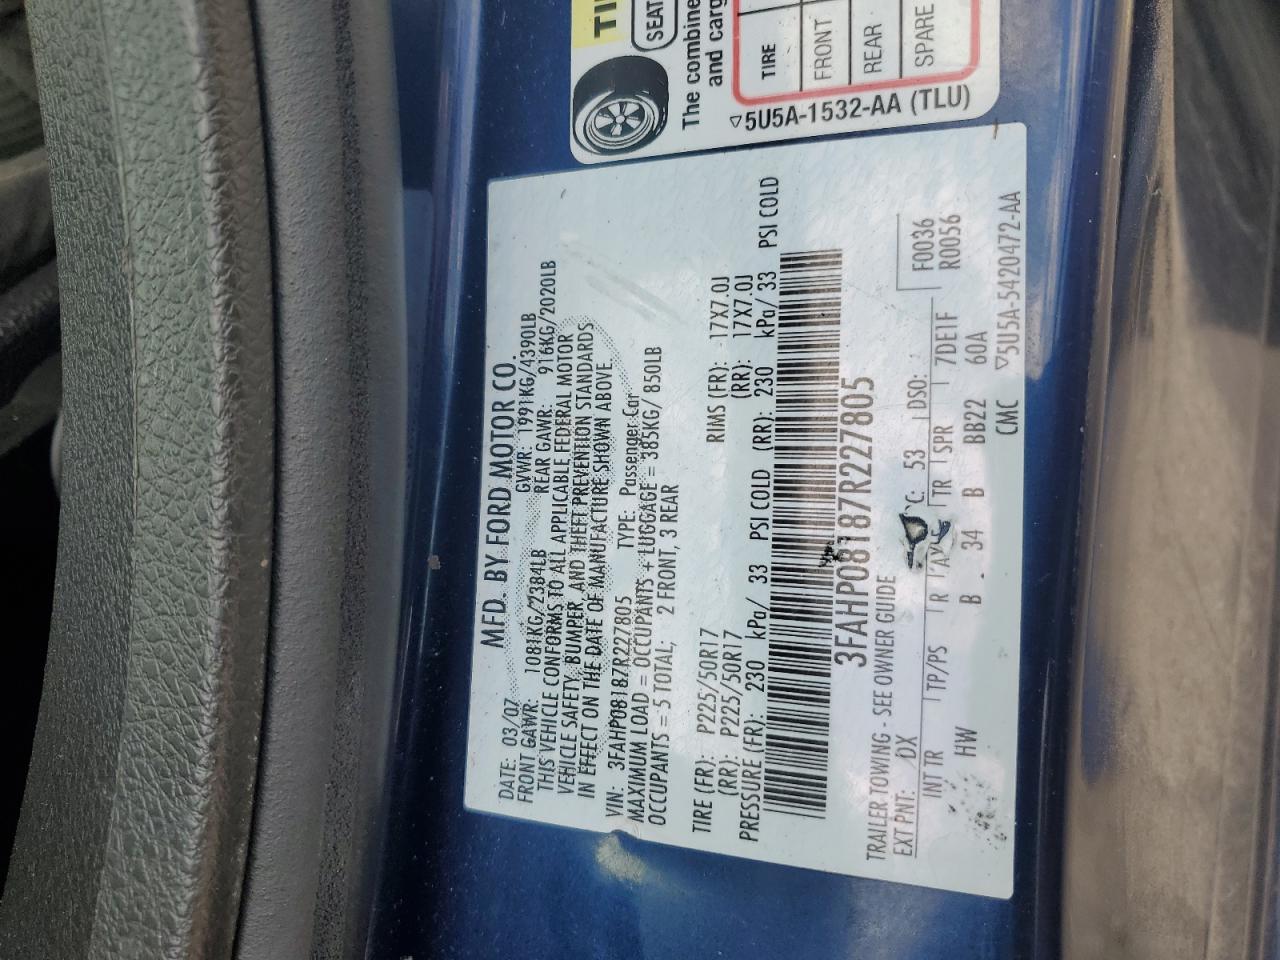 TI
SEAT
The combine
and carg
TIRE
FRONT
REAR
SPARE
▽5U5A-1532-AA (TLU)
MFD. BY FORD MOTOR CO.
DATE: 03/07 GVWR: 1991KG/4390LB
FRONT GAWR: 1081KG/2384LB REAR GAWR: 916KG/2020LB
THIS VEHICLE CONFORMS TO ALL APPLICABLE FEDERAL MOTOR
VEHICLE SAFETY, BUMPER, AND THEFT PREVENTION STANDARDS
IN EFFECT ON THE DATE OF MANUFACTURE SHOWN ABOVE
VIN: 3FAHP08187R227805 TYPE: Passenger Car
MAXIMUM LOAD = OCCUPANTS + LUGGAGE = 385KG/ 850LB
OCCUPANTS = 5 TOTAL; 2 FRONT, 3 REAR
TIRE (FR): P225/50R17 RIMS (FR): 17X7.0J
(RR): P225/50R17 (RR): 17X7.0J
PRESSURE (FR): 230 kPa/ 33 PSI COLD (RR): 230 kPa/ 33 PSI COLD
3FAHP08187R227805
TRAILER TOWING - SEE OWNER GUIDE F0036
EXT PNT: DX C: 53 DSO: R0056
INT TR TP/PS R AX TR SPR 7DE1F
HW B . 34 B BB22 60A
CMC ▽5U5A-5420472-AA